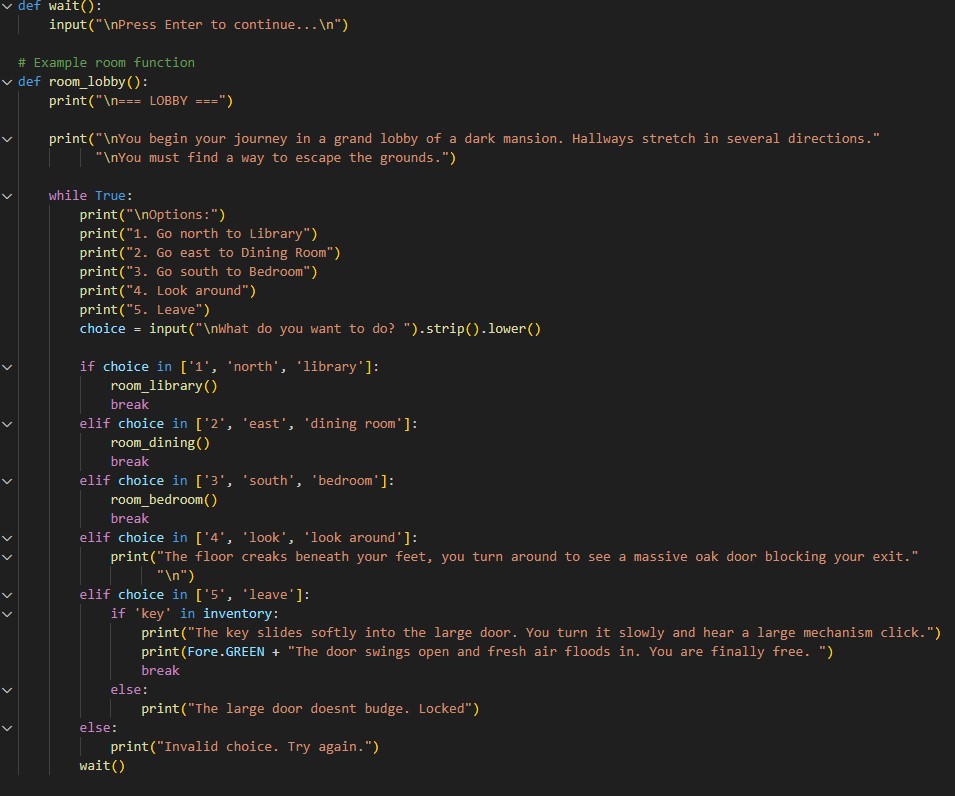 def wait():
    input("\nPress Enter to continue...\n")

# Example room function
def room_lobby():
    print("\n=== LOBBY ===")

    print("\nYou begin your journey in a grand lobby of a dark mansion. Hallways stretch in several directions."
          "\nYou must find a way to escape the grounds.")

    while True:
        print("\nOptions:")
        print("1. Go north to Library")
        print("2. Go east to Dining Room")
        print("3. Go south to Bedroom")
        print("4. Look around")
        print("5. Leave")
        choice = input("\nWhat do you want to do? ").strip().lower()

        if choice in ['1', 'north', 'library']:
            room_library()
            break
        elif choice in ['2', 'east', 'dining room']:
            room_dining()
            break
        elif choice in ['3', 'south', 'bedroom']:
            room_bedroom()
            break
        elif choice in ['4', 'look', 'look around']:
            print("The floor creaks beneath your feet, you turn around to see a massive oak door blocking your exit."
                  "\n")
        elif choice in ['5', 'leave']:
            if 'key' in inventory:
                print("The key slides softly into the large door. You turn it slowly and hear a large mechanism click.")
                print(Fore.GREEN + "The door swings open and fresh air floods in. You are finally free. ")
                break
            else:
                print("The large door doesnt budge. Locked")
        else:
            print("Invalid choice. Try again.")
        wait()